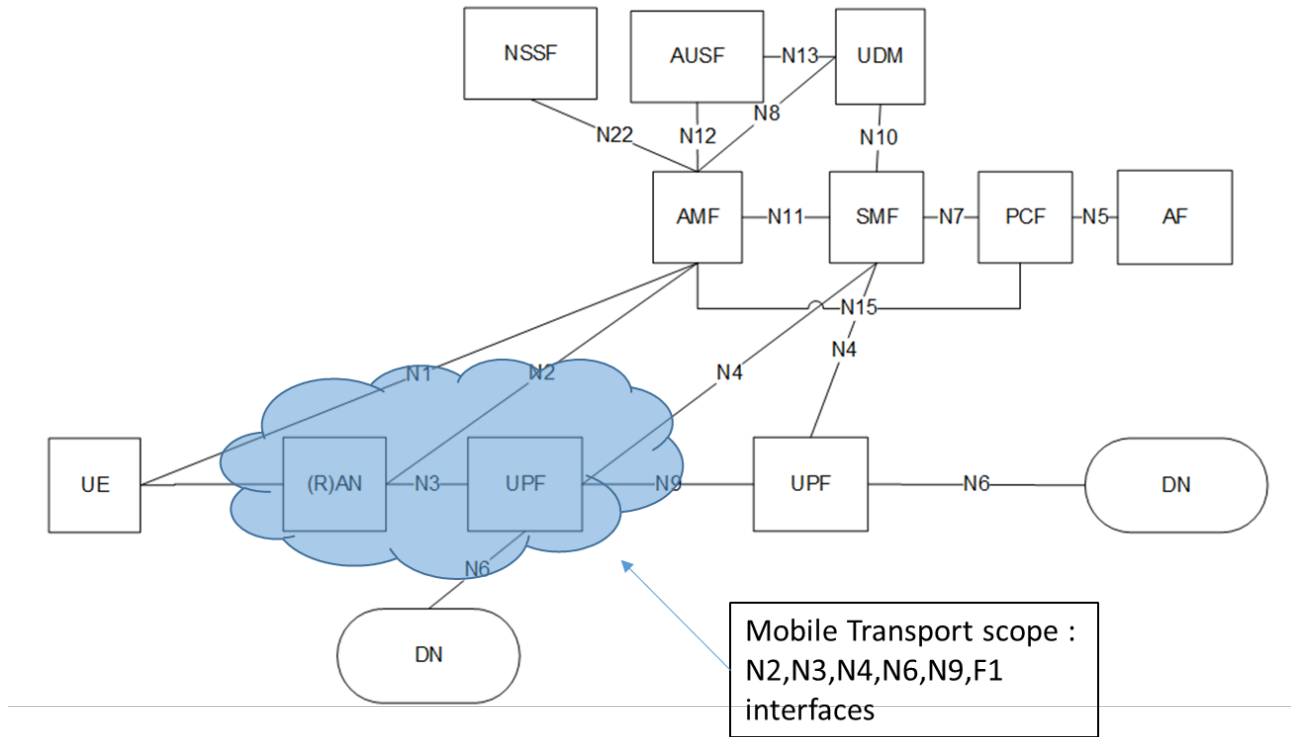 NSSF
AUSF
N13
UDM
N22
N12
N8
N10
AMF
N11
SMF
N7
PCF
N5
AF
N15
N1
N2
N4
N4
UE
(R)AN
N3
UPF
N9
UPF
N6
DN
N6
DN
Mobile Transport scope :
N2,N3,N4,N6,N9,F1
interfaces